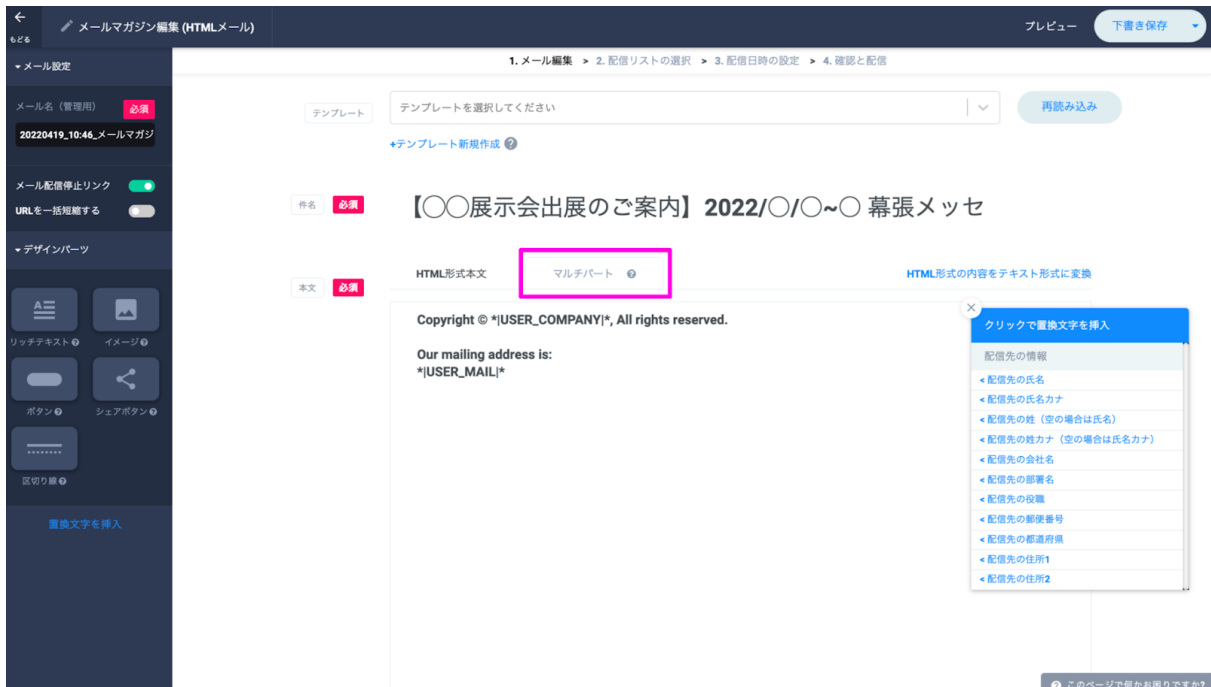 もどる
メールマガジン編集 (HTMLメール)
プレビュー
下書き保存
メール設定
メール名（管理用）
必須
20220419_10:46_メールマガジ
メール配信停止リンク
URLを一括短縮する
デザインパーツ
リッチテキスト
イメージ
ボタン
シェアボタン
区切り線
置換文字を挿入
1. メール編集 > 2. 配信リストの選択 > 3. 配信日時の設定 > 4. 確認と配信
テンプレート
テンプレートを選択してください
再読み込み
+テンプレート新規作成 ?
件名
必須
【〇〇展示会出展のご案内】2022/〇/〇~〇 幕張メッセ
本文
必須
HTML形式本文
マルチパート ?
HTML形式の内容をテキスト形式に変換
Copyright © *|USER_COMPANY|*, All rights reserved.
Our mailing address is:
*|USER_MAIL|*
クリックで置換文字を挿入
配信先の情報
< 配信先の氏名
< 配信先の氏名カナ
< 配信先の姓（空の場合は氏名）
< 配信先の姓カナ（空の場合は氏名カナ）
< 配信先の会社名
< 配信先の部署名
< 配信先の役職
< 配信先の郵便番号
< 配信先の都道府県
< 配信先の住所1
< 配信先の住所2
? このページで何かお困りですか?